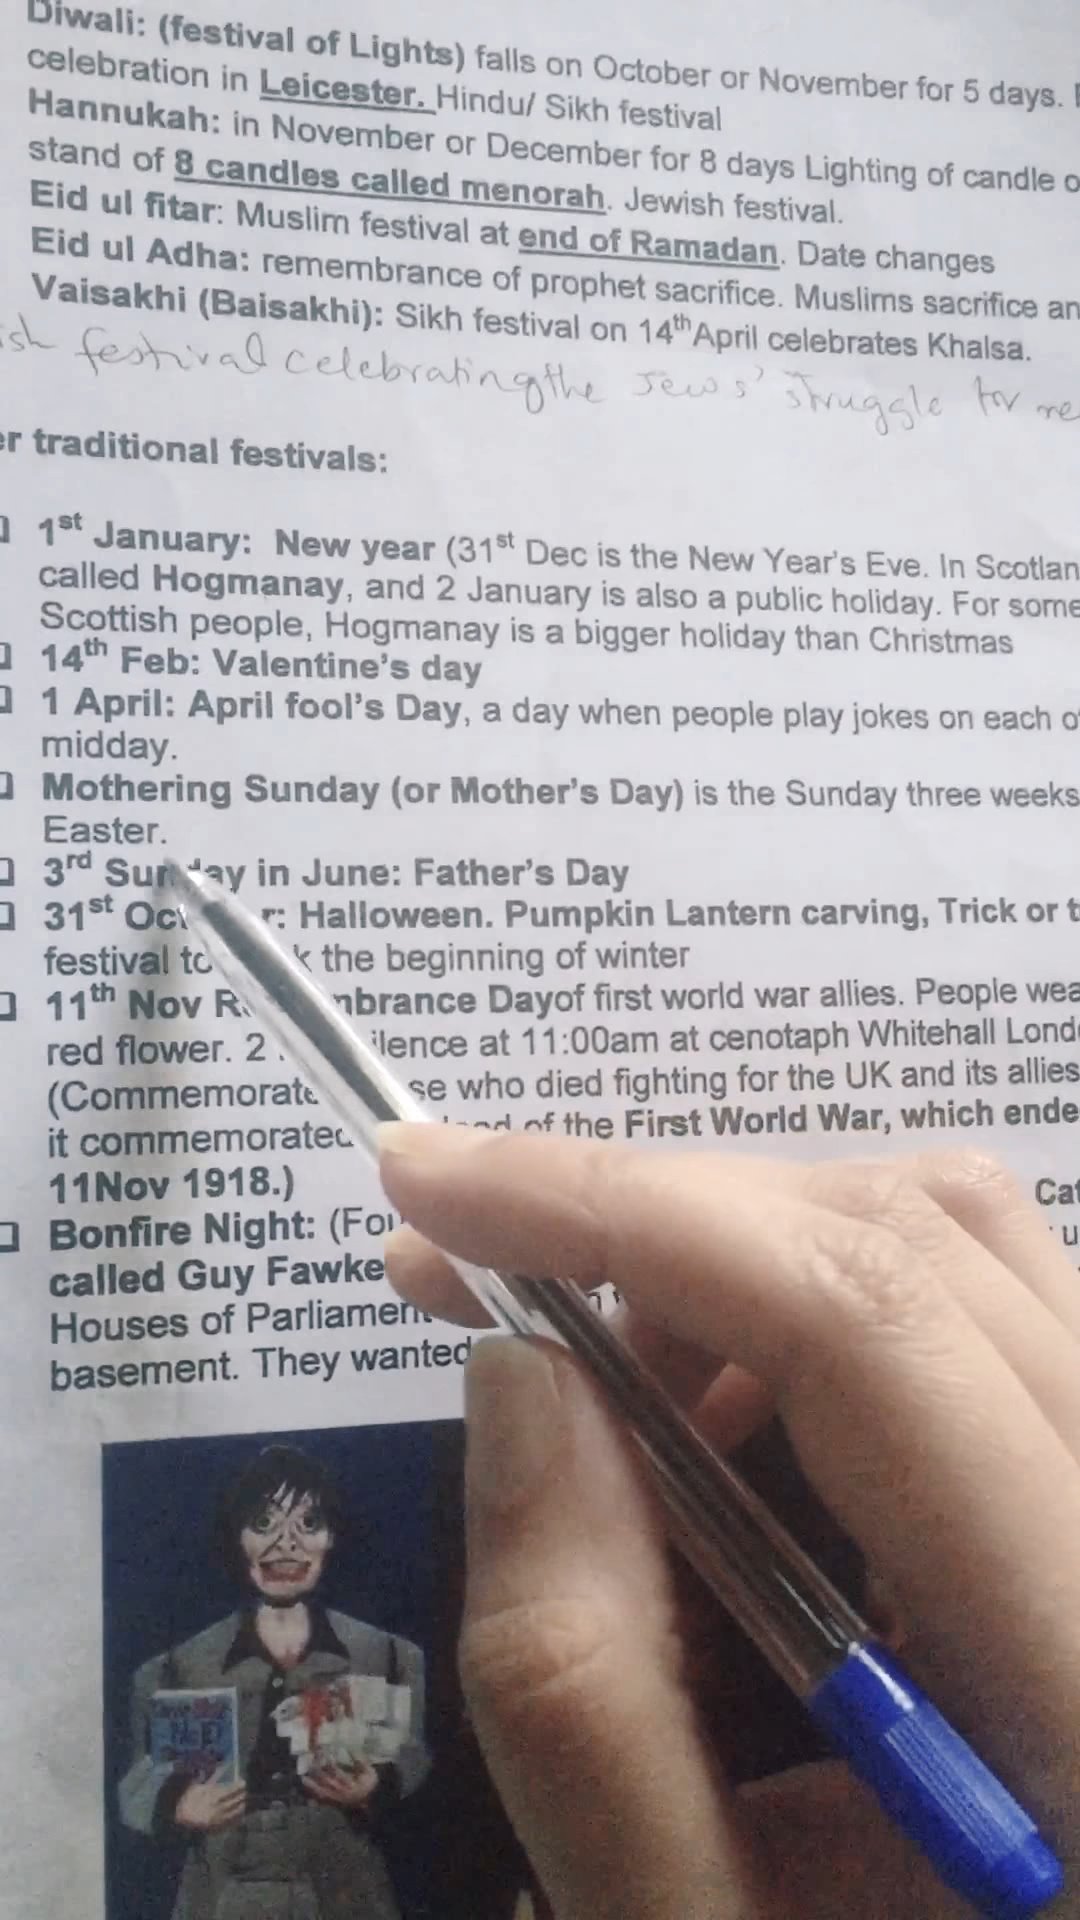 Diwali: (festival of Lights) falls on October or November for 5 days.
celebration in Leicester. Hindu/ Sikh festival
Hannukah: in November or December for 8 days Lighting of candle o
stand of 8 candles called menorah. Jewish festival.
Eid ul fitar: Muslim festival at end of Ramadan. Date changes
Eid ul Adha: remembrance of prophet sacrifice. Muslims sacrifice an
Vaisakhi (Baisakhi): Sikh festival on 14th April celebrates Khalsa.
ish festival celebrating the Jews' struggle for re
er traditional festivals:
1st January: New year (31st Dec is the New Year's Eve. In Scotlan
called Hogmanay, and 2 January is also a public holiday. For some
Scottish people, Hogmanay is a bigger holiday than Christmas
14th Feb: Valentine's day
1 April: April fool's Day, a day when people play jokes on each o
midday.
Mothering Sunday (or Mother's Day) is the Sunday three weeks
Easter.
3rd Sunday in June: Father's Day
31st Oc r: Halloween. Pumpkin Lantern carving, Trick or t
festival to k the beginning of winter
11th Nov R mbrance Dayof first world war allies. People wea
red flower. 2 ilence at 11:00am at cenotaph Whitehall Londo
(Commemorate se who died fighting for the UK and its allies
it commemorated of the First World War, which ende
11Nov 1918.)
Bonfire Night: (Fou Cat
called Guy Fawke u
Houses of Parliamen
basement. They wanted